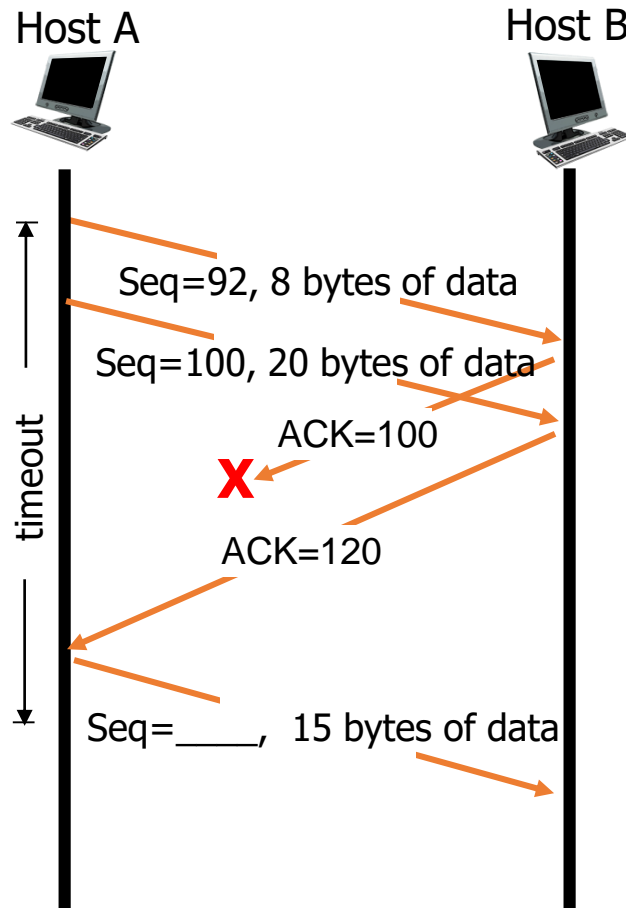 Host A
Host B
Seq=92, 8 bytes of data
Seq=100, 20 bytes of data
ACK=100
X
timeout
ACK=120
Seq=____, 15 bytes of data